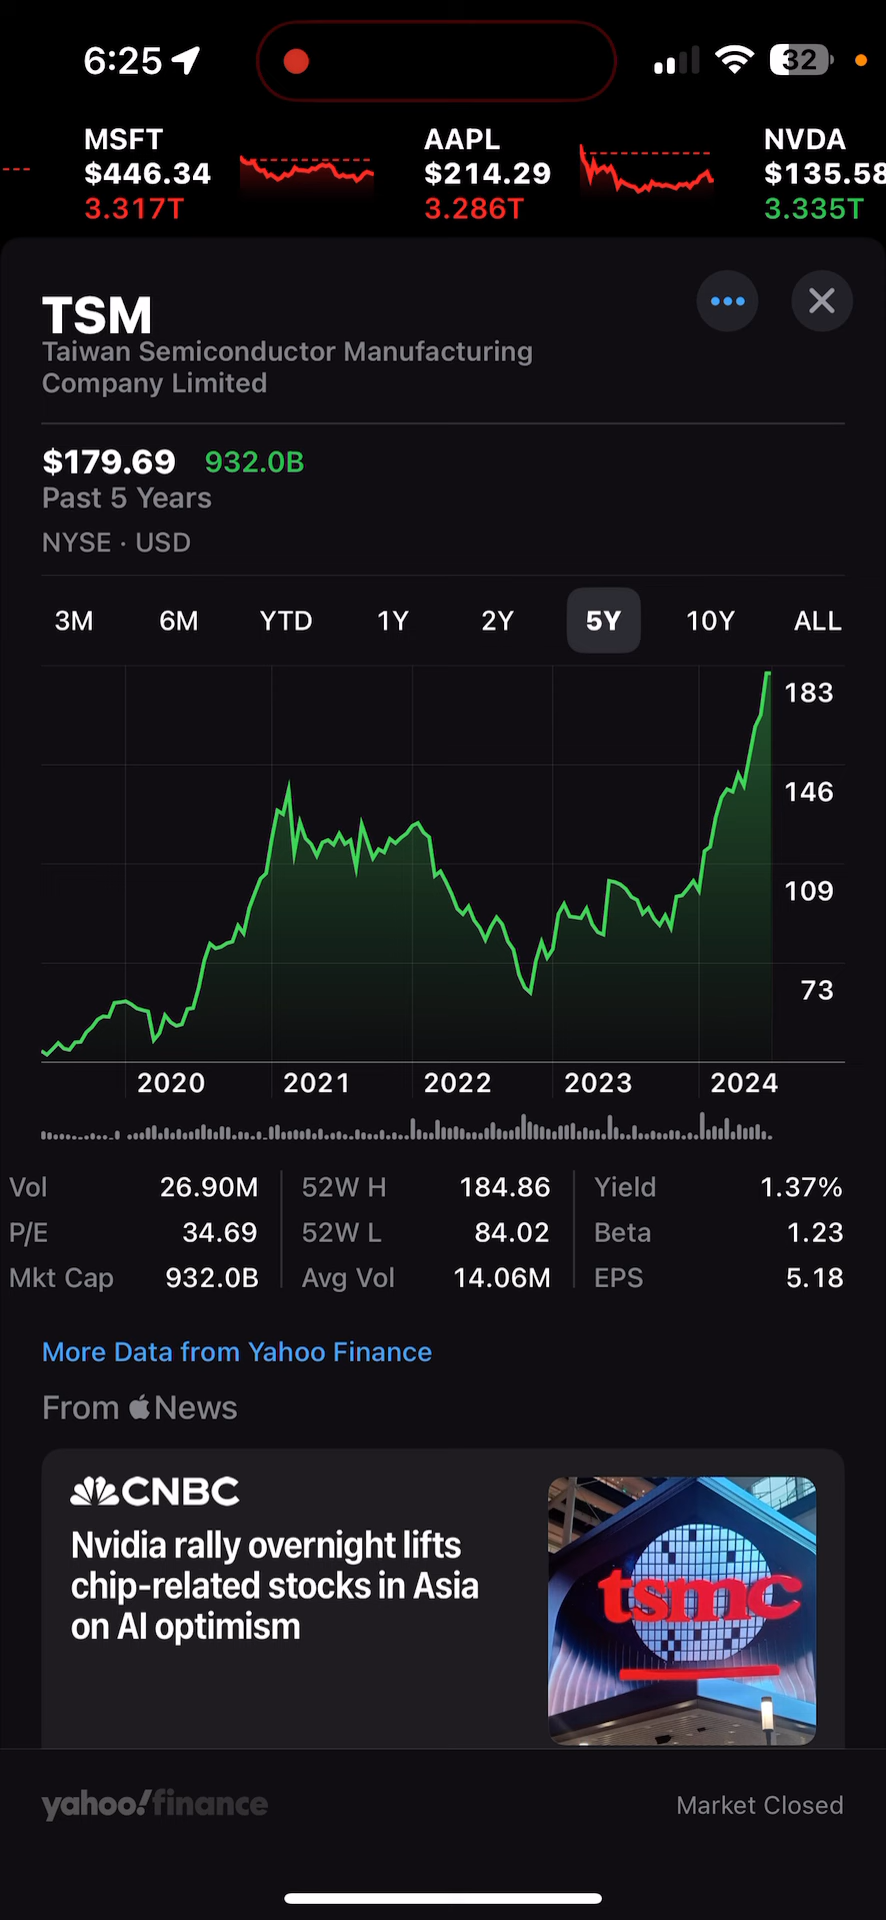 6:25
32
MSFT
$446.34
3.317T
AAPL
$214.29
3.286T
NVDA
$135.58
3.335T
TSM
Taiwan Semiconductor Manufacturing
Company Limited
$179.69 932.0B
Past 5 Years
NYSE · USD
3M 6M YTD 1Y 2Y 5Y 10Y ALL
183
146
109
73
2020 2021 2022 2023 2024
Vol 26.90M 52W H 184.86 Yield 1.37%
P/E 34.69 52W L 84.02 Beta 1.23
Mkt Cap 932.0B Avg Vol 14.06M EPS 5.18
More Data from Yahoo Finance
From News
CNBC
Nvidia rally overnight lifts
chip-related stocks in Asia
on AI optimism
tsmc
yahoo!finance
Market Closed